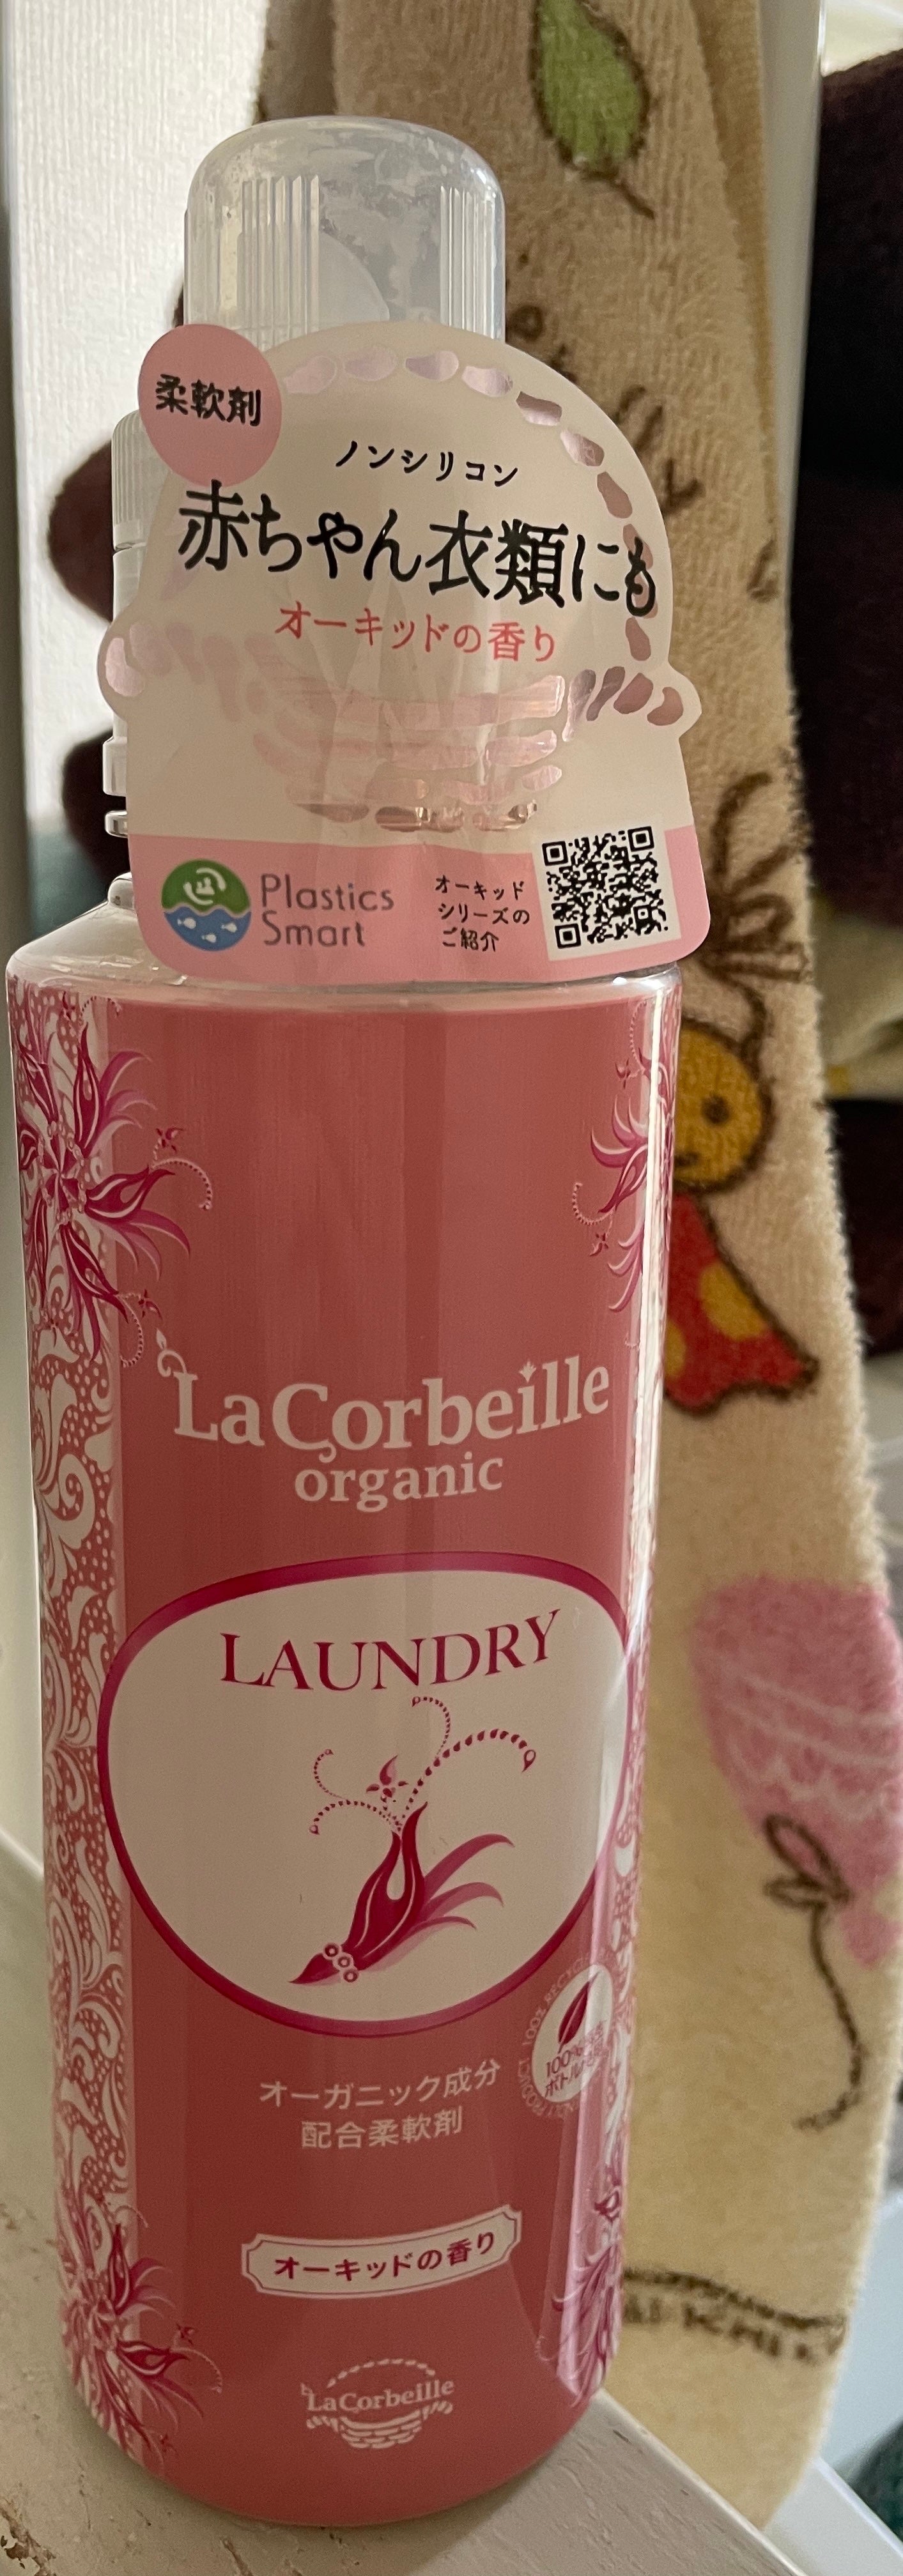 柔軟剤
ノンシリコン
赤ちゃん衣類にも
オーキッドの香り
Plastics
Smart
オーキッド
シリーズの
ご紹介
LaCorbeille
organic
LAUNDRY
100%
オーガニック成分
配合柔軟剤
オーキッドの香り
LaCorbeille